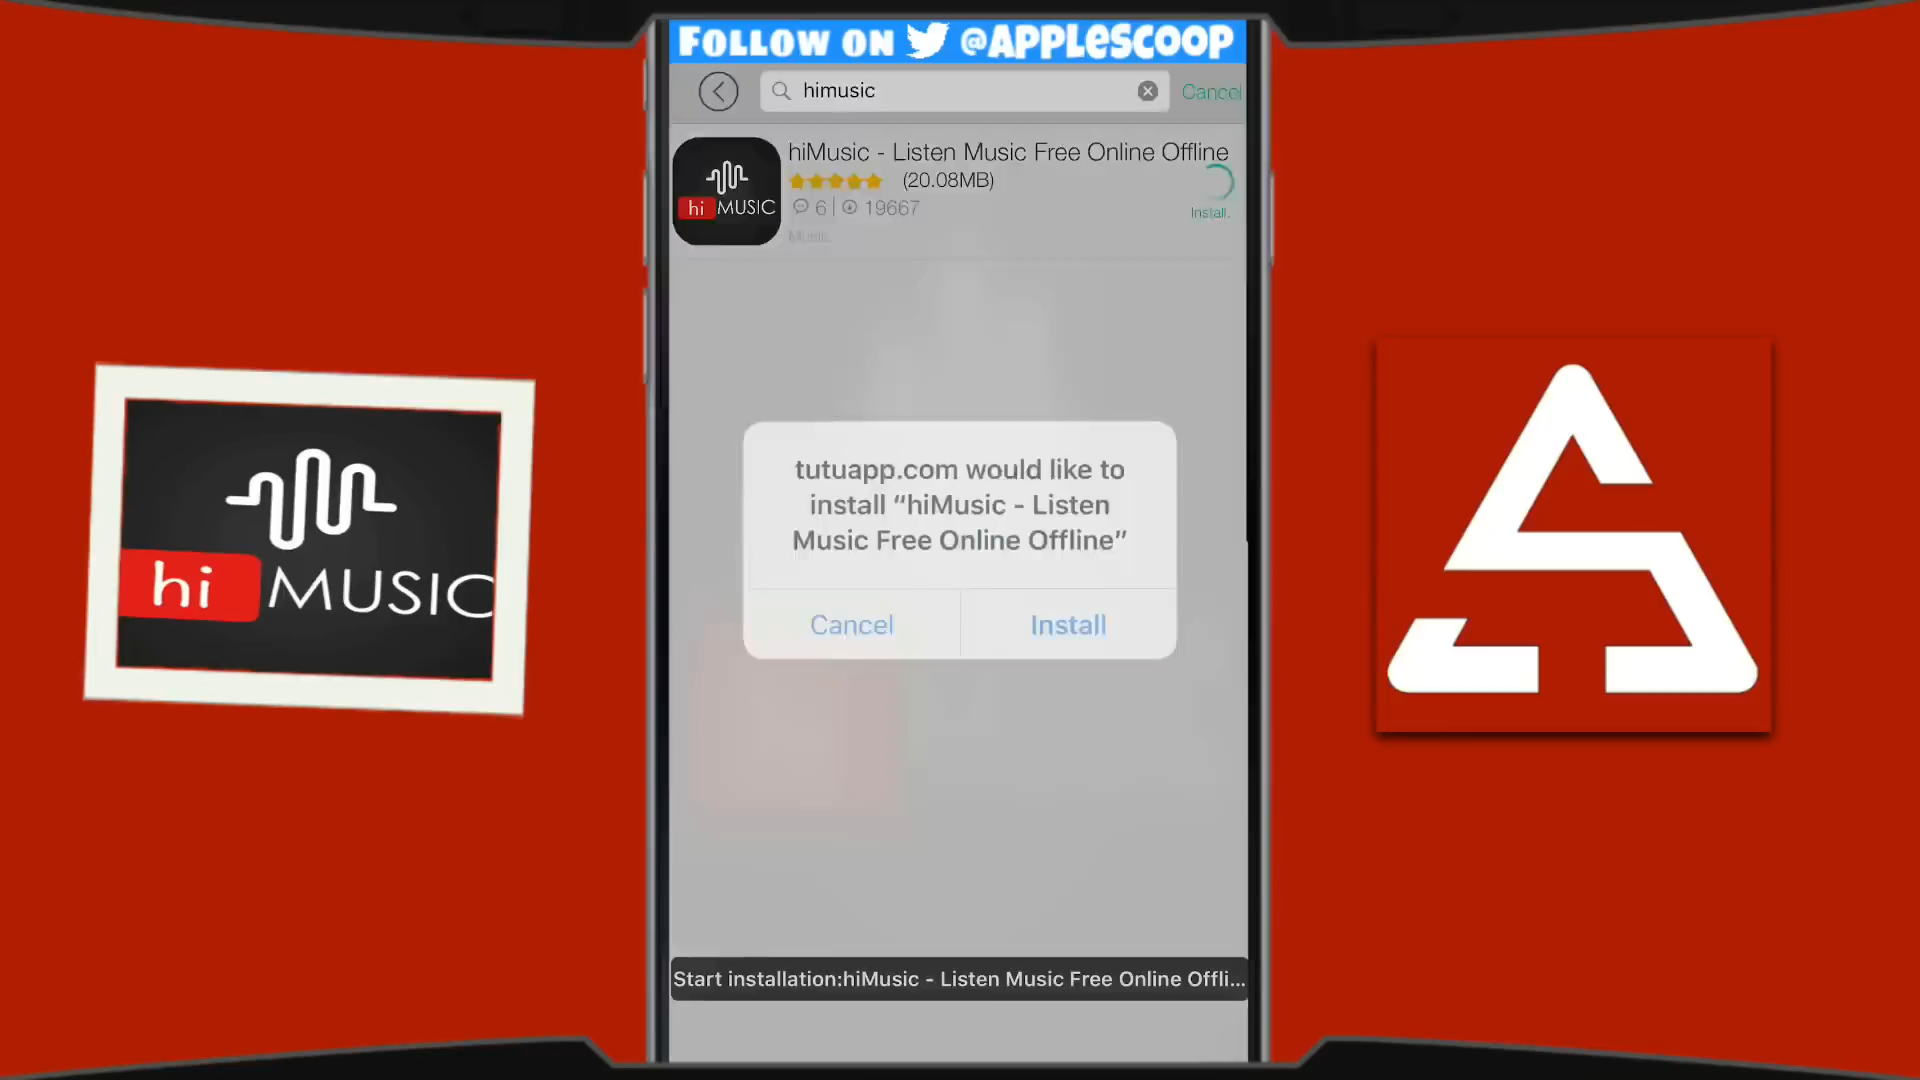 FOLLOW ON @APPLESCOOP
himusic
Cancel
hiMusic - Listen Music Free Online Offline
(20.08MB)
6 | 19667
Install.
Music
hi MUSIC
tutuapp.com would like to
install “hiMusic - Listen
Music Free Online Offline”
Cancel
Install
hi MUSIC
Start installation:hiMusic - Listen Music Free Online Offli...